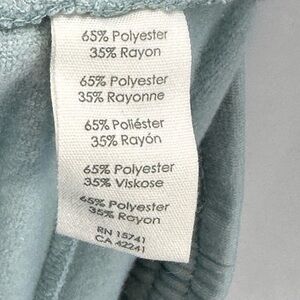 65% Polyester
35% Rayon
65% Polyester
35% Rayonne
65% Poliéster
35% Rayón
65% Polyester
35% Viskose
65% Polyester
35% Rayon
RN 15741
CA 42241